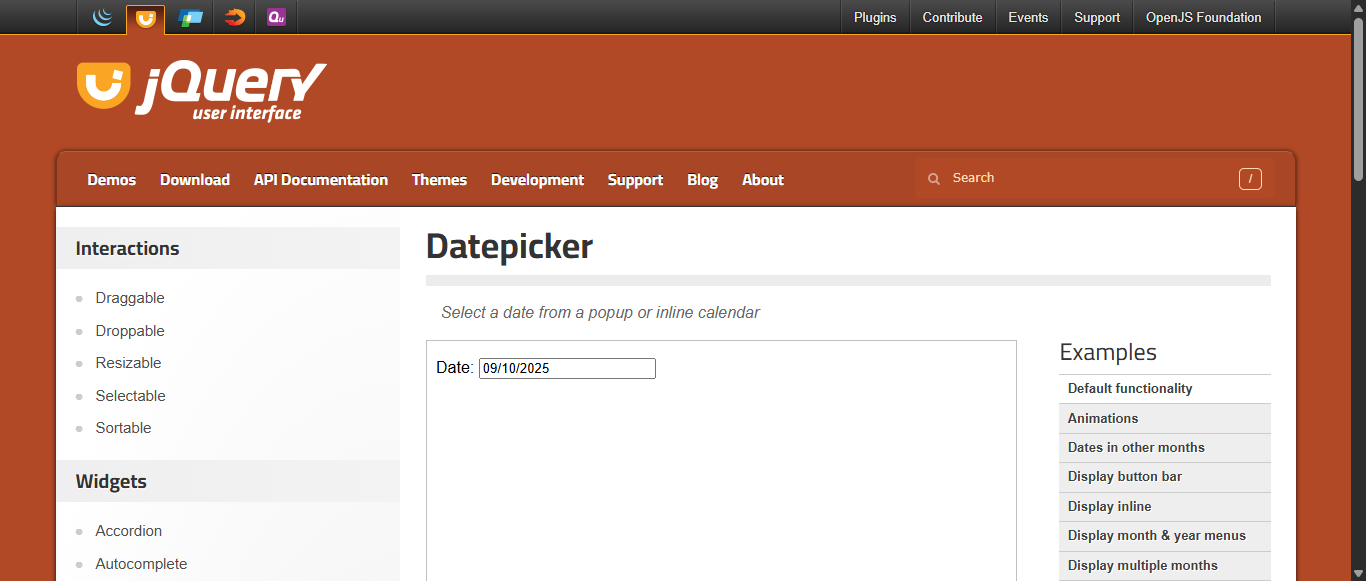 Plugins
Contribute
Events
Support
OpenJS Foundation
jQuery
user interface
Demos
Download
API Documentation
Themes
Development
Support
Blog
About
Search
/
Interactions
Draggable
Droppable
Resizable
Selectable
Sortable
Widgets
Accordion
Autocomplete
Datepicker
Select a date from a popup or inline calendar
Date: 09/10/2025
Examples
Default functionality
Animations
Dates in other months
Display button bar
Display inline
Display month & year menus
Display multiple months